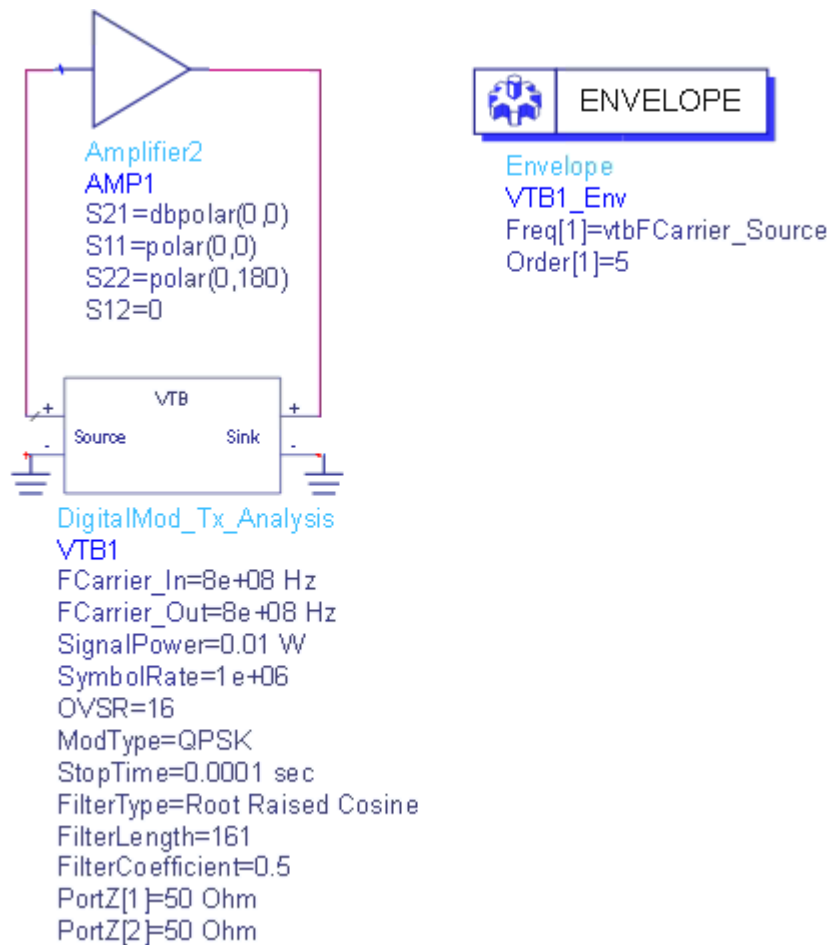 Amplifier2
AMP1
S21=dbpolar(0,0)
S11=polar(0,0)
S22=polar(0,180)
S12=0
ENVELOPE
Envelope
VTB1_Env
Freq[1]=vtbFCarrier_Source
Order[1]=5
VTB
+ +
Source Sink
- -
DigitalMod_Tx_Analysis
VTB1
FCarrier_In=8e+08 Hz
FCarrier_Out=8e+08 Hz
SignalPower=0.01 W
SymbolRate=1e+06
OVSR=16
ModType=QPSK
StopTime=0.0001 sec
FilterType=Root Raised Cosine
FilterLength=161
FilterCoefficient=0.5
PortZ[1]=50 Ohm
PortZ[2]=50 Ohm